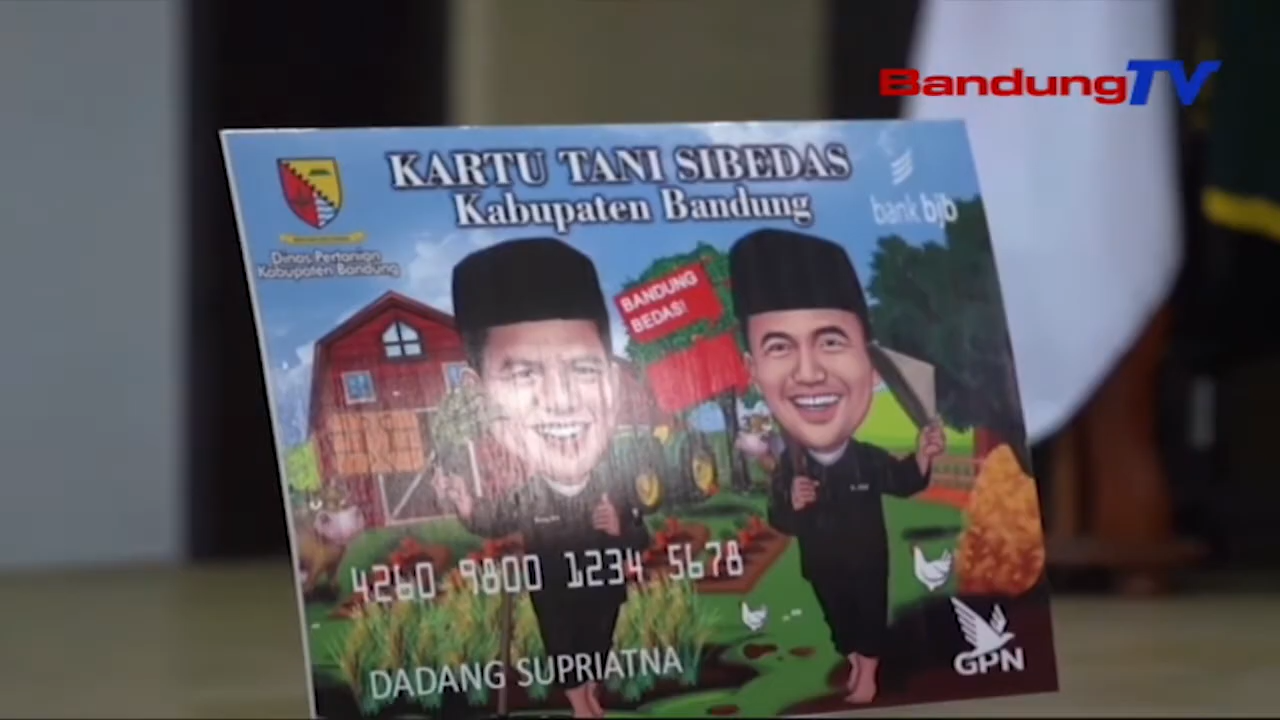 BandungTV
KARTU TANI SIBEDAS
Kabupaten Bandung
bank bjb
Dinas Pertanian
Kabupaten Bandung
BANDUNG
BEDAS!
4260 9800 1234 5678
DADANG SUPRIATNA
GPN